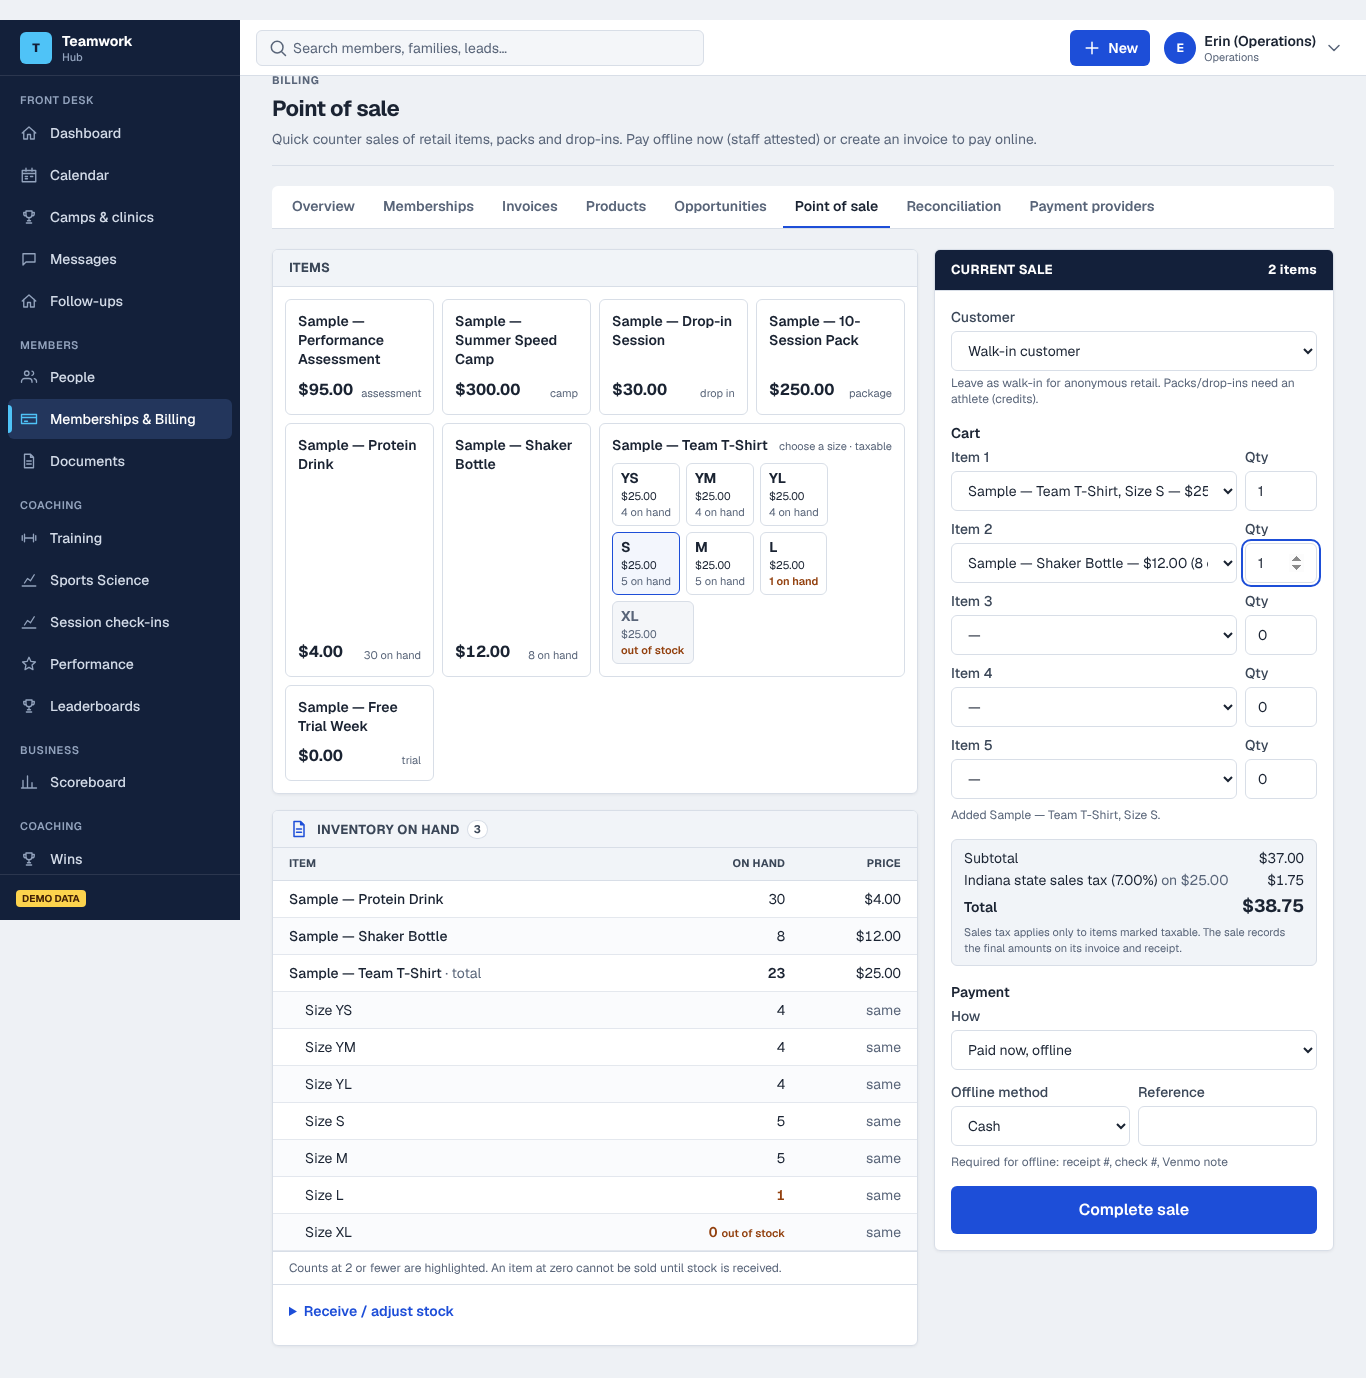 T
Teamwork
Hub
Search members, families, leads...
New
E
Erin (Operations)
Operations
FRONT DESK
Dashboard
Calendar
Camps & clinics
Messages
Follow-ups
MEMBERS
People
Memberships & Billing
Documents
COACHING
Training
Sports Science
Session check-ins
Performance
Leaderboards
BUSINESS
Scoreboard
COACHING
Wins
DEMO DATA
BILLING
Point of sale
Quick counter sales of retail items, packs and drop-ins. Pay offline now (staff attested) or create an invoice to pay online.
Overview Memberships Invoices Products Opportunities Point of sale Reconciliation Payment providers
ITEMS
Sample —
Performance
Assessment
$95.00 assessment
Sample —
Summer Speed
Camp
$300.00 camp
Sample — Drop-in
Session
$30.00 drop in
Sample — 10-
Session Pack
$250.00 package
Sample — Protein
Drink
$4.00 30 on hand
Sample — Shaker
Bottle
$12.00 8 on hand
Sample — Team T-Shirt choose a size · taxable
YS
$25.00
4 on hand
YM
$25.00
4 on hand
YL
$25.00
4 on hand
S
$25.00
5 on hand
M
$25.00
5 on hand
L
$25.00
1 on hand
XL
$25.00
out of stock
Sample — Free
Trial Week
$0.00 trial
INVENTORY ON HAND 3
ITEM ON HAND PRICE
Sample — Protein Drink 30 $4.00
Sample — Shaker Bottle 8 $12.00
Sample — Team T-Shirt · total 23 $25.00
Size YS 4 same
Size YM 4 same
Size YL 4 same
Size S 5 same
Size M 5 same
Size L 1 same
Size XL 0 out of stock same
Counts at 2 or fewer are highlighted. An item at zero cannot be sold until stock is received.
Receive / adjust stock
CURRENT SALE 2 items
Customer
Walk-in customer
Leave as walk-in for anonymous retail. Packs/drop-ins need an
athlete (credits).
Cart
Item 1 Qty
Sample — Team T-Shirt, Size S — $25 1
Item 2 Qty
Sample — Shaker Bottle — $12.00 (8 1
Item 3 Qty
— 0
Item 4 Qty
— 0
Item 5 Qty
— 0
Added Sample — Team T-Shirt, Size S.
Subtotal $37.00
Indiana state sales tax (7.00%) on $25.00 $1.75
Total $38.75
Sales tax applies only to items marked taxable. The sale records
the final amounts on its invoice and receipt.
Payment
How
Paid now, offline
Offline method Reference
Cash
Required for offline: receipt #, check #, Venmo note
Complete sale